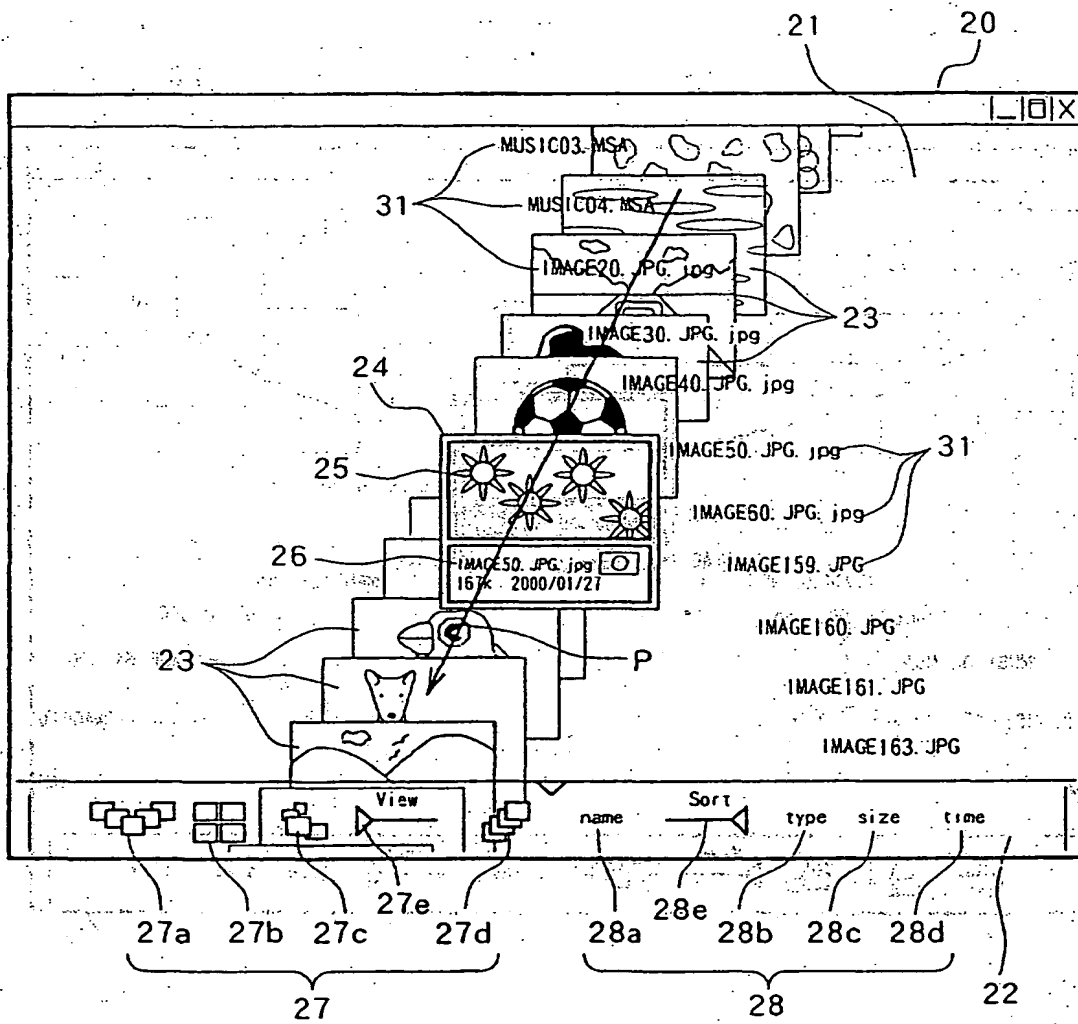 20
21
MUSIC03. MSA
31
MUSIC04. MSA
IMAGE20. JPG. jpg
23
IMAGE30. JPG. jpg
24
IMAGE40. JPG. jpg
IMAGE50. JPG. jpg
31
25
IMAGE60. JPG. jpg
26
IMAGE50. JPG. jpg
167k 2000/01/27
IMAGE159. JPG
IMAGE160. JPG
23
P
IMAGE161. JPG
IMAGE163. JPG
View
Sort
name
type
size
time
27a
27b
27c
27e
27d
28a
28e
28b
28c
28d
27
28
22